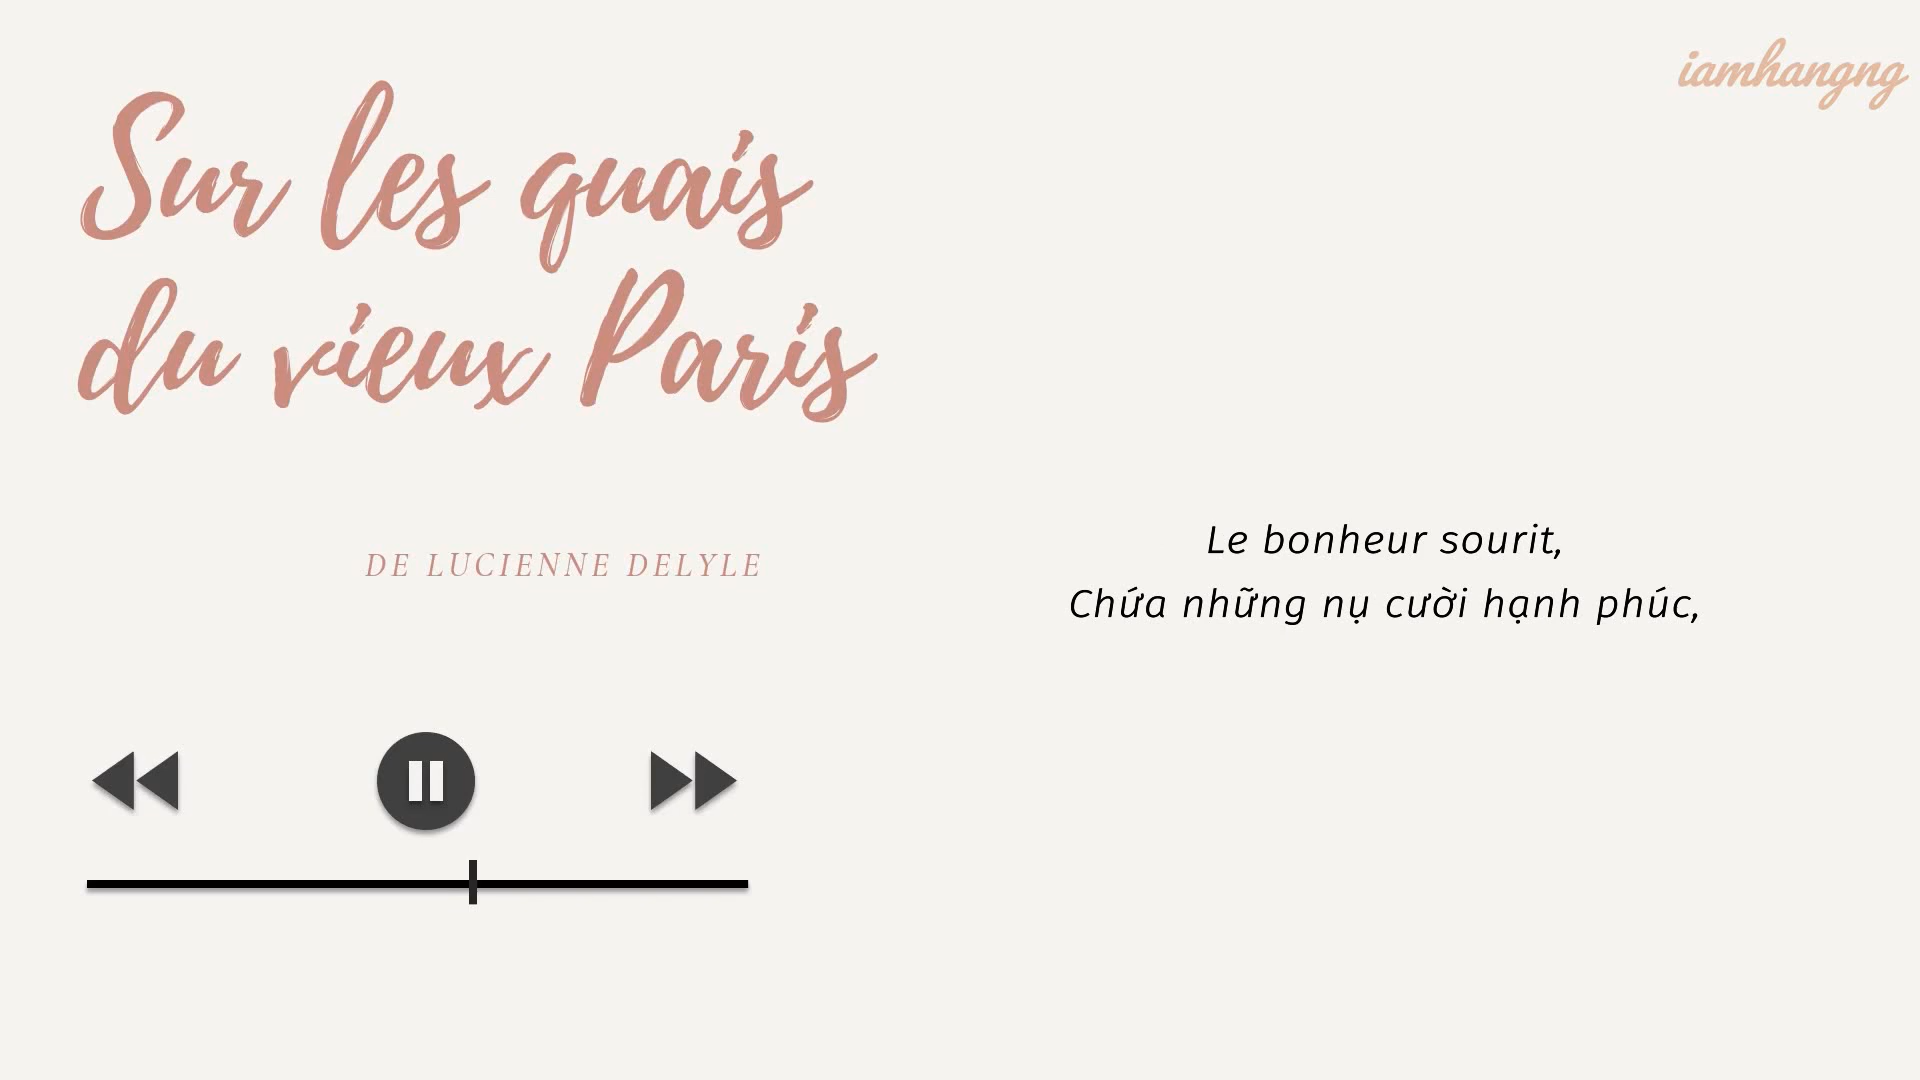 iamhangng
Sur les quais
du vieux Paris
DE LUCIENNE DELYLE
Le bonheur sourit,
Chứa những nụ cười hạnh phúc,